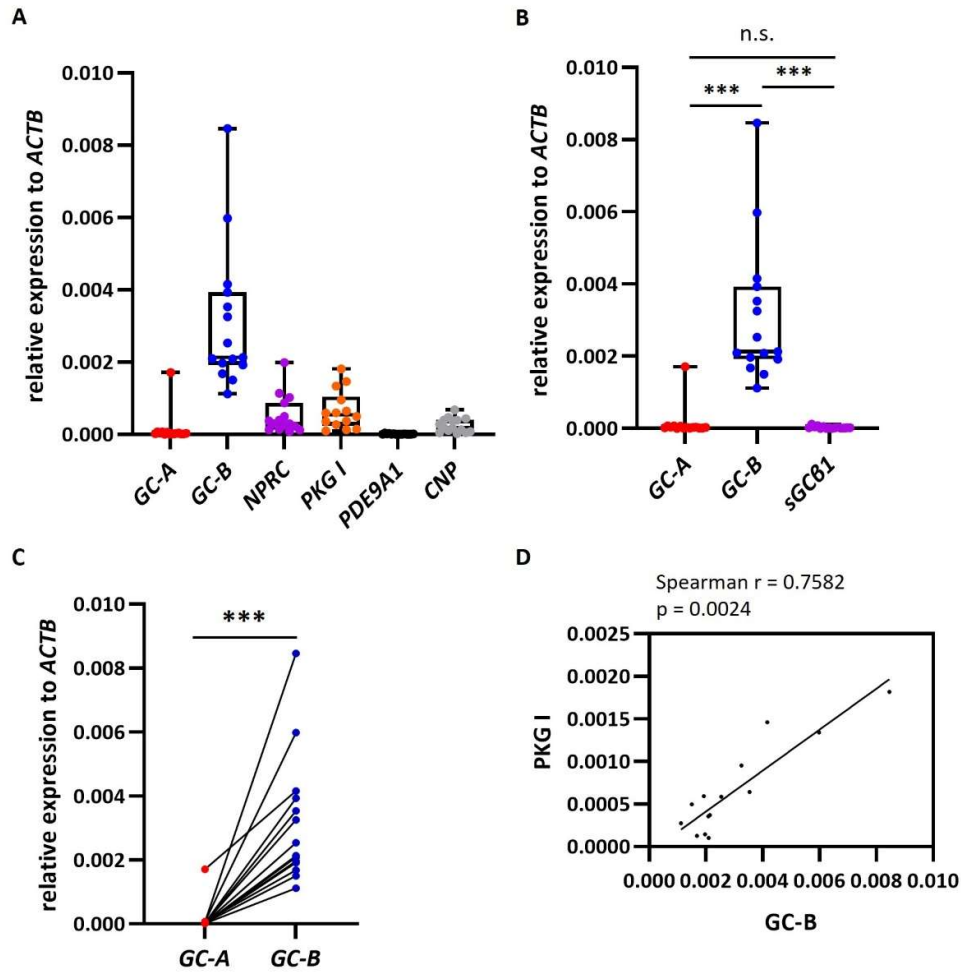 A
relative expression to ACTB
0.010
0.008
0.006
0.004
0.002
0.000
GC-A
GC-B
NPRC
PKG I
PDE9A1
CNP
B
n.s.
***
***
relative expression to ACTB
0.010
0.008
0.006
0.004
0.002
0.000
GC-A
GC-B
sGCβ1
C
***
relative expression to ACTB
0.010
0.008
0.006
0.004
0.002
0.000
GC-A
GC-B
D
Spearman r = 0.7582
p = 0.0024
PKG I
0.0025
0.0020
0.0015
0.0010
0.0005
0.0000
0.000 0.002 0.004 0.006 0.008 0.010
GC-B